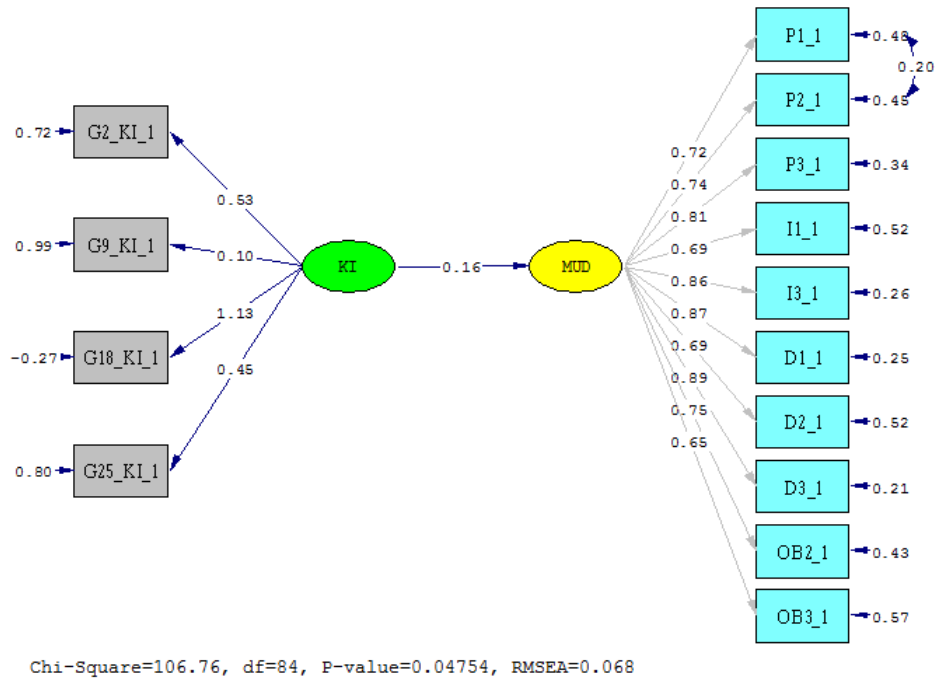 P1_1
0.48
0.20
P2_1
0.45
P3_1
0.34
I1_1
0.52
I3_1
0.26
D1_1
0.25
D2_1
0.52
D3_1
0.21
OB2_1
0.43
OB3_1
0.57
0.72
0.74
0.81
0.69
0.86
0.87
0.69
0.89
0.75
0.65
0.72
G2_KI_1
0.99
G9_KI_1
-0.27
G18_KI_1
0.80
G25_KI_1
0.53
0.10
1.13
0.45
KI
0.16
MUD
Chi-Square=106.76, df=84, P-value=0.04754, RMSEA=0.068